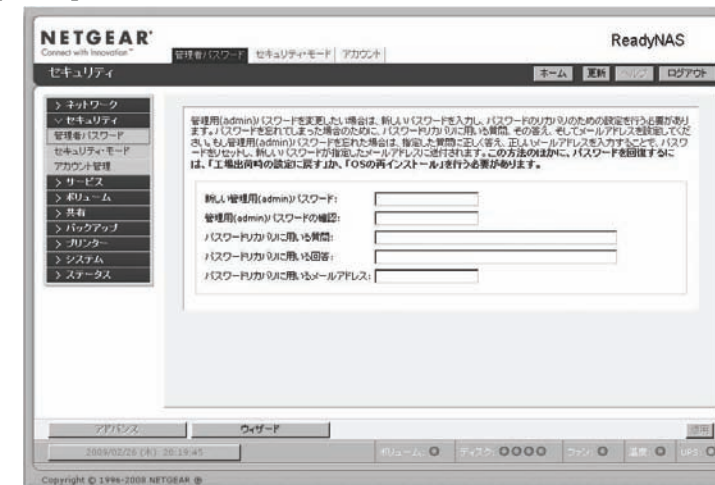 NETGEAR
Connect with Innovation
ReadyNAS
管理者パスワード セキュリティ・モード アカウント
セキュリティ
ホーム 更新 ヘルプ ログアウト
> ネットワーク
セキュリティ
管理者パスワード
セキュリティ・モード
アカウント管理
> サービス
> ボリューム
> 共有
> バックアップ
> プリンター
> システム
> ステータス
管理用(admin)パスワードを変更したい場合は、新しいパスワードを入力し、パスワードのリカバリのための設定を行う必要があり
ます。パスワードを忘れてしまった場合のために、パスワードリカバリに用いる質問、その答え、そしてメールアドレスを設定してくだ
さい。もし管理用(admin)パスワードを忘れた場合は、指定した質問に正しく答え、正しいメールアドレスを入力することで、パスワ
ードをリセットし、新しいパスワードが指定したメールアドレスに送付されます。この方法のほかに、パスワードを回復するに
は、「工場出荷時の設定に戻す」か、「OSの再インストール」を行う必要があります。
新しい管理用(admin)パスワード:
管理用(admin)パスワードの確認:
パスワードリカバリに用いる質問:
パスワードリカバリに用いる回答:
パスワードリカバリに用いるメールアドレス:
アドバンス
ウィザード
適用
2009/02/26 (木) 20:19:45
ボリューム: ディスク: ファン: 温度: UPS:
Copyright © 1996-2008 NETGEAR ®